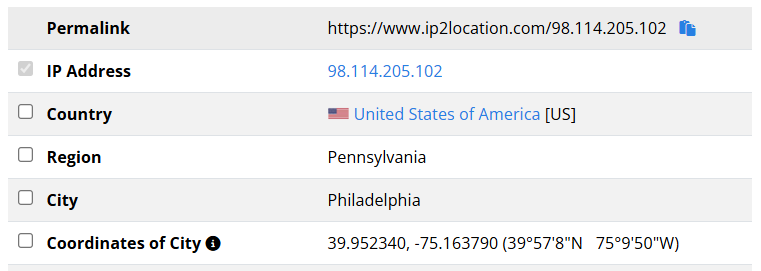 Permalink https://www.ip2location.com/98.114.205.102
IP Address 98.114.205.102
Country United States of America [US]
Region Pennsylvania
City Philadelphia
Coordinates of City 39.952340, -75.163790 (39°57'8"N 75°9'50"W)